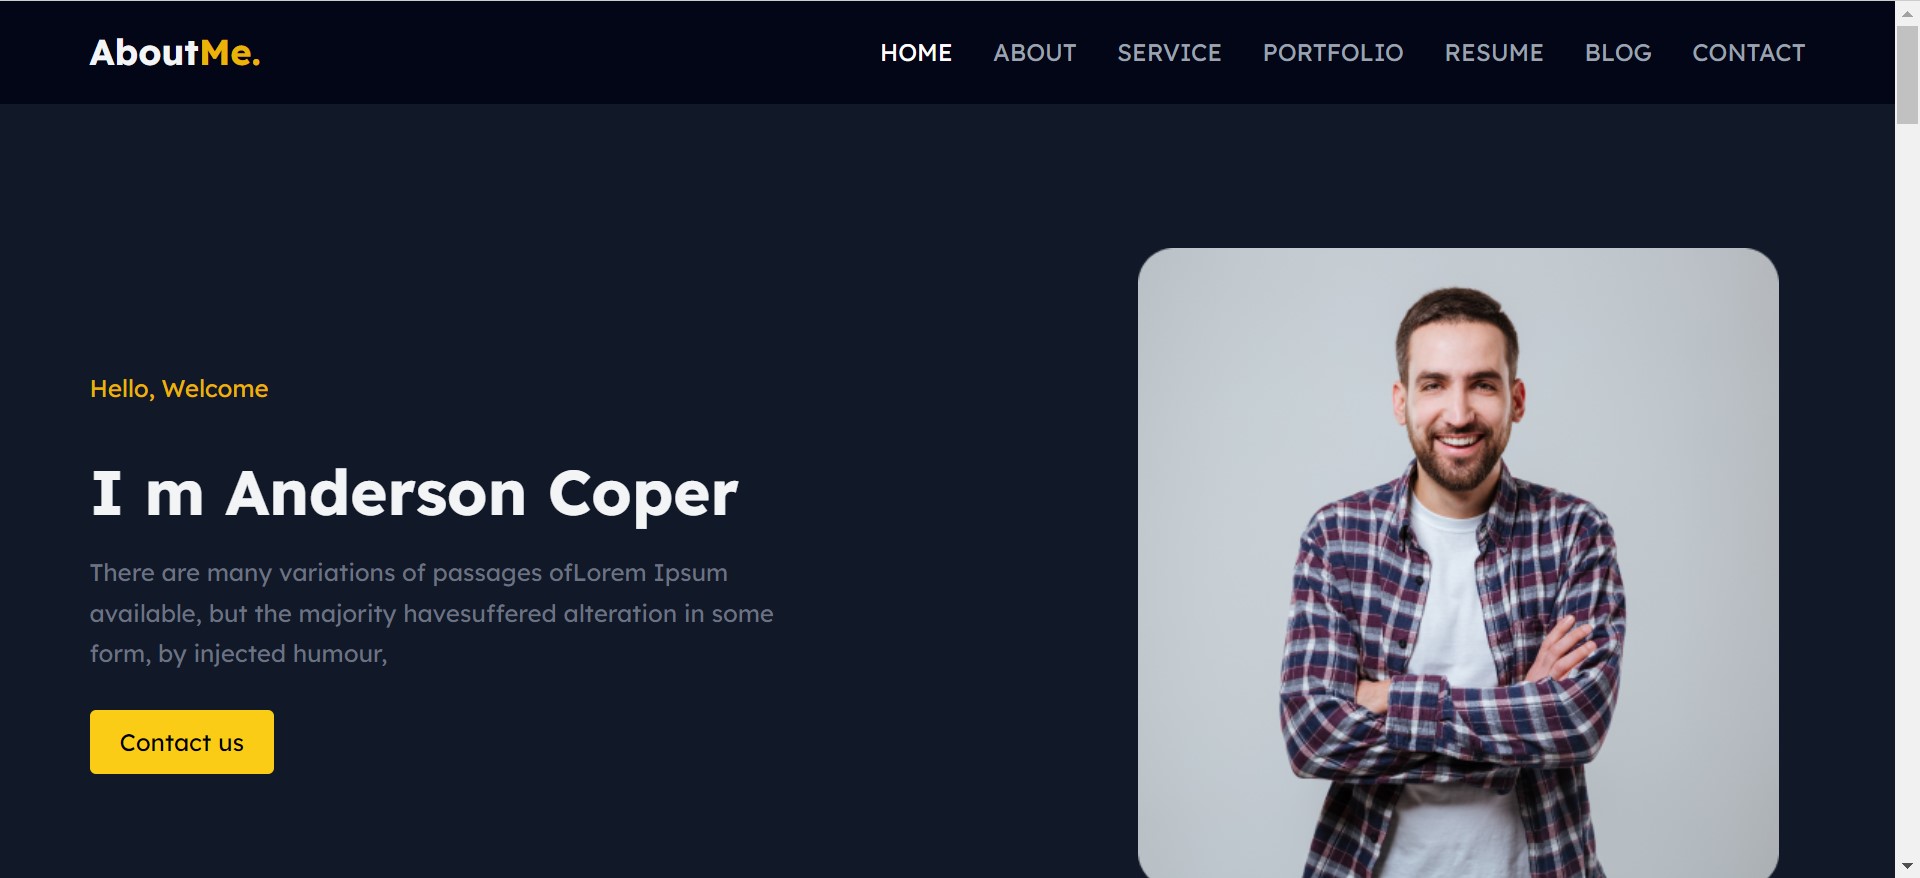 AboutMe.
HOME ABOUT SERVICE PORTFOLIO RESUME BLOG CONTACT
Hello, Welcome
I m Anderson Coper
There are many variations of passages ofLorem Ipsum
available, but the majority havesuffered alteration in some
form, by injected humour,
Contact us